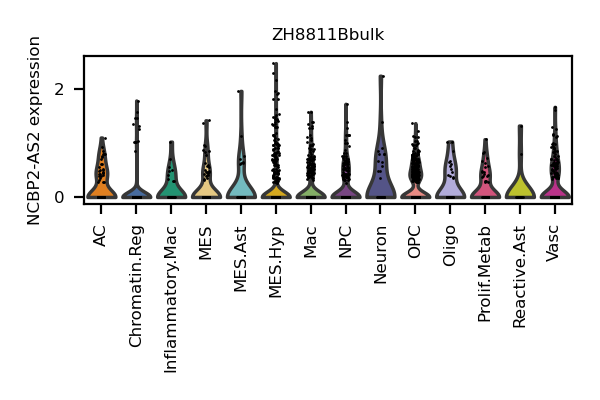 ZH8811Bbulk
NCBP2-AS2 expression
2
0
AC
Chromatin.Reg
Inflammatory.Mac
MES
MES.Ast
MES.Hyp
Mac
NPC
Neuron
OPC
Oligo
Prolif.Metab
Reactive.Ast
Vasc